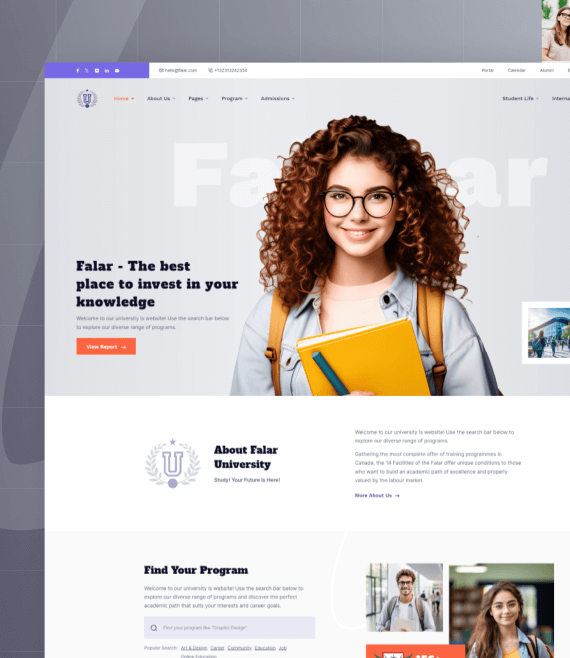 hello@falar.com
+102313242354
Portal
Calendar
Alumni
Home
About Us
Pages
Program
Admissions
Student Life
Falar - The best
place to invest in your
knowledge
Welcome to our university is website! Use the search bar below
to explore our diverse range of programs.
View Report →
U
About Falar
University
Study! Your Future Is Here!
Welcome to our university is website! Use the search bar below to
explore our diverse range of programs.
Gathering the most complete offer of training programmes in
Canada, the 14 Facilities of the Falar offer unique conditions to those
who want to build an academic path of excellence and properly
valued by the labour market.
More About Us →
Find Your Program
Welcome to our university is website! Use the search bar below to
explore our diverse range of programs and discover the perfect
academic path that suits your interests and career goals.
Find your program like "Graphic Design"
Popular Search: Art & Design Career Community Education Job
Online Education